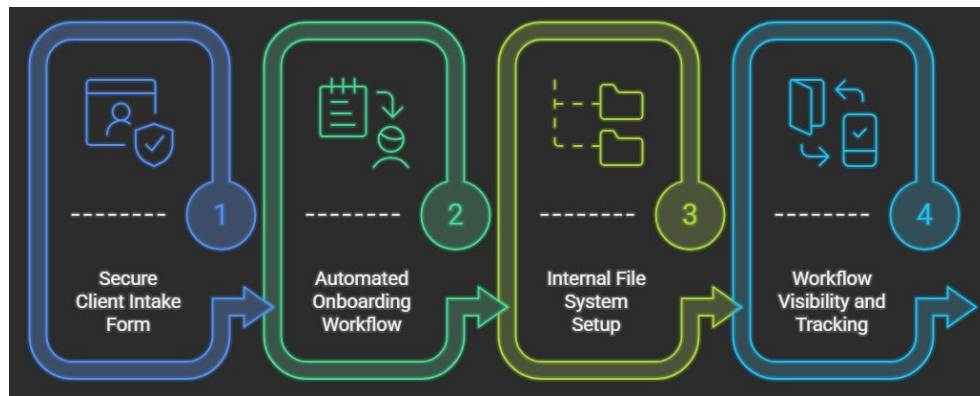 1
Secure
Client Intake
Form
2
Automated
Onboarding
Workflow
3
Internal File
System
Setup
4
Workflow
Visibility and
Tracking